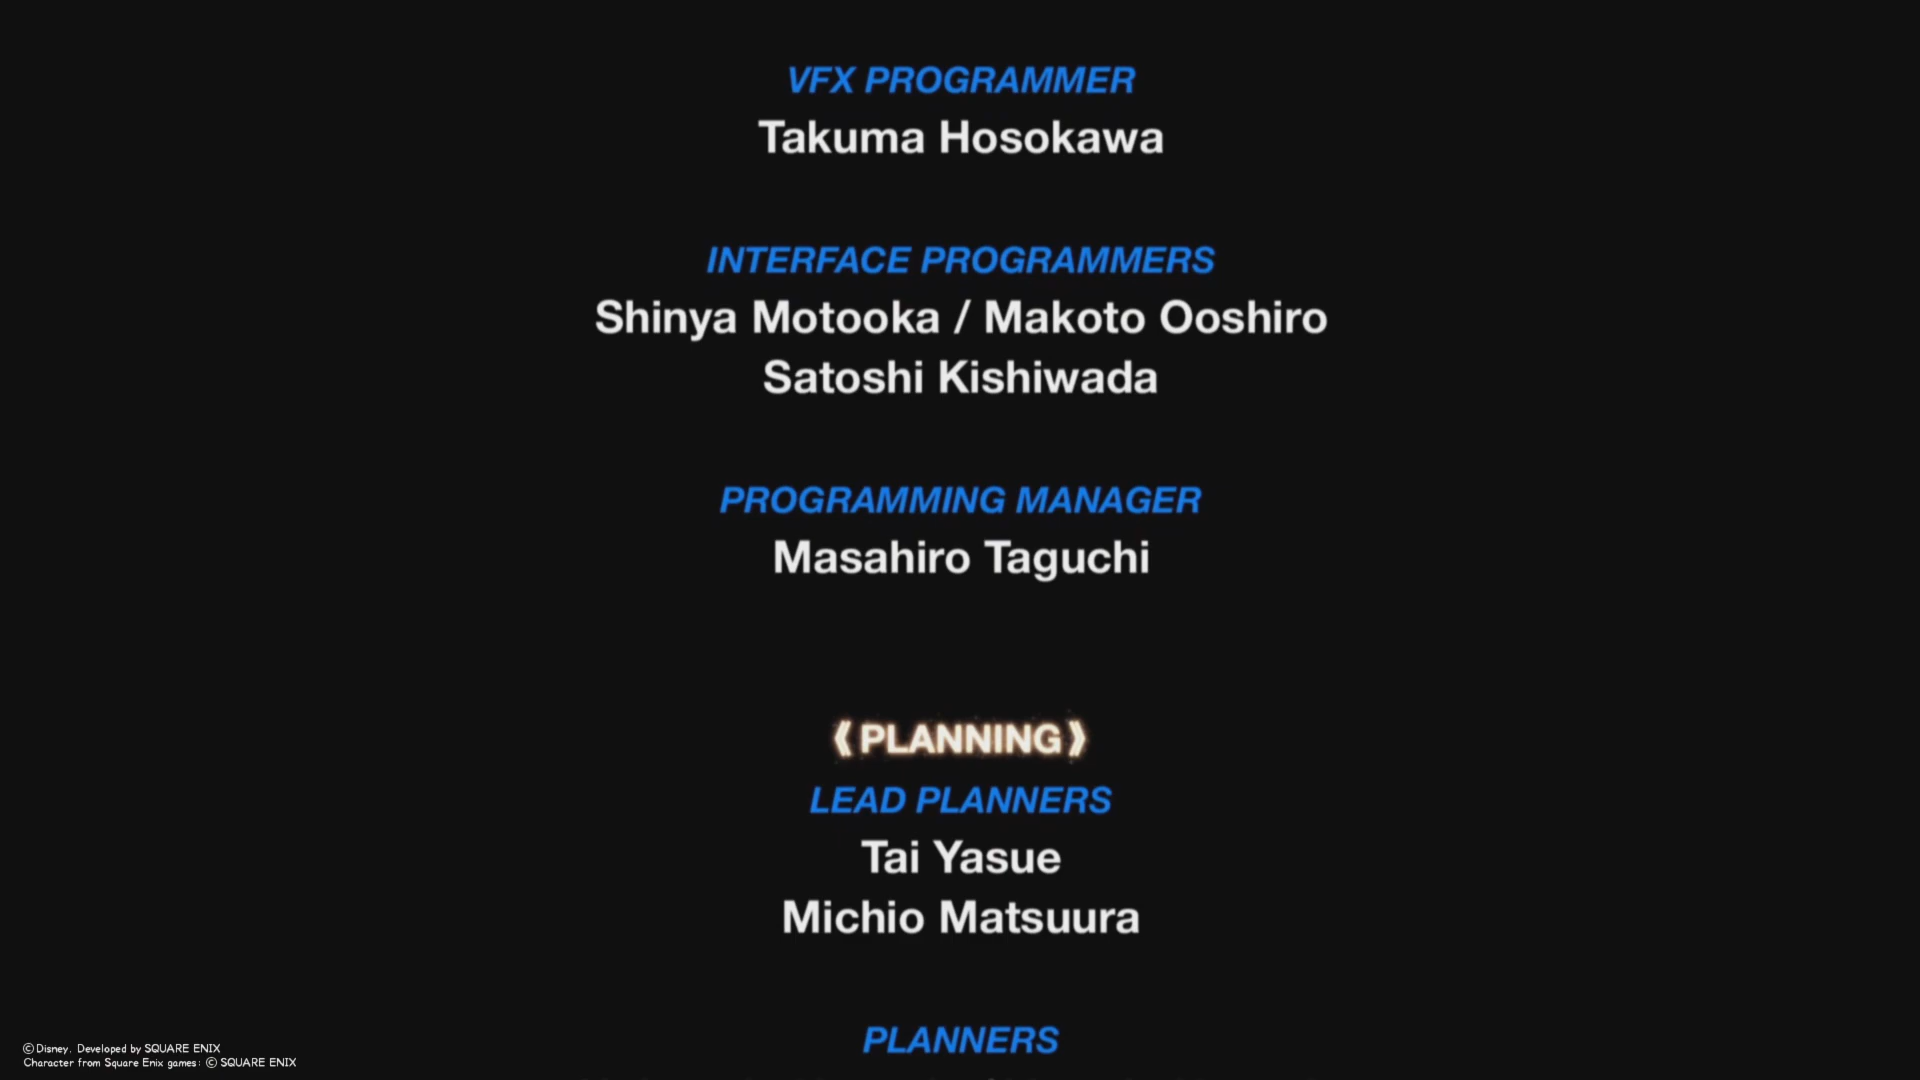 VFX PROGRAMMER
Takuma Hosokawa
INTERFACE PROGRAMMERS
Shinya Motooka / Makoto Ooshiro
Satoshi Kishiwada
PROGRAMMING MANAGER
Masahiro Taguchi
《PLANNING》
LEAD PLANNERS
Tai Yasue
Michio Matsuura
PLANNERS
©Disney. Developed by SQUARE ENIX
Character from Square Enix games: © SQUARE ENIX